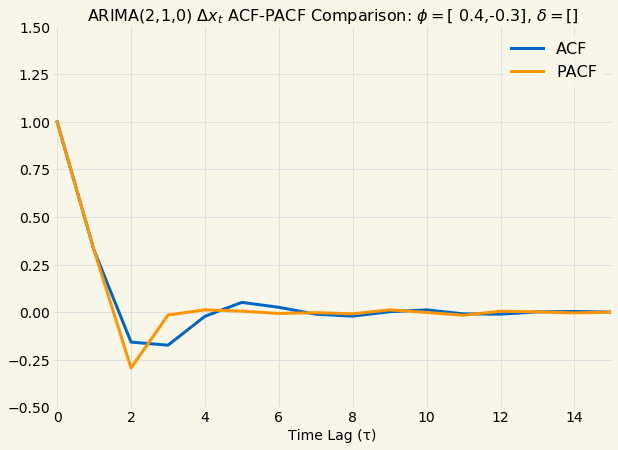 ARIMA(2,1,0) Δx_t ACF-PACF Comparison: ϕ = [ 0.4,-0.3], δ = []
1.50
1.25
1.00
0.75
0.50
0.25
0.00
−0.25
−0.50
ACF
PACF
0 2 4 6 8 10 12 14
Time Lag (τ)